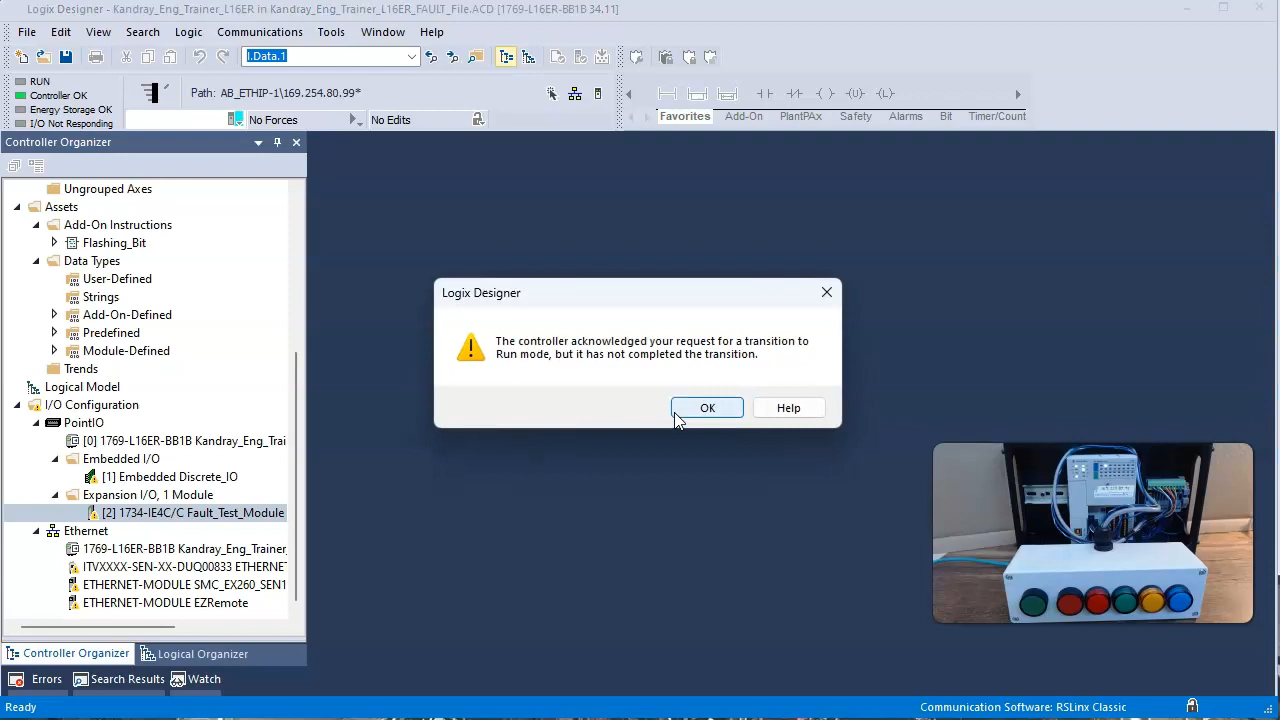 Logix Designer - Kandray_Eng_Trainer_L16ER in Kandray_Eng_Trainer_L16ER_FAULT_File.ACD [1769-L16ER-BB1B 34.11]
File Edit View Search Logic Communications Tools Window Help
I.Data.1
RUN
Controller OK
Energy Storage OK
I/O Not Responding
Path: AB_ETHIP-1\169.254.80.99*
No Forces
No Edits
Favorites Add-On PlantPAx Safety Alarms Bit Timer/Count
Controller Organizer
Ungrouped Axes
Assets
Add-On Instructions
Flashing_Bit
Data Types
User-Defined
Strings
Add-On-Defined
Predefined
Module-Defined
Trends
Logical Model
I/O Configuration
PointIO
[0] 1769-L16ER-BB1B Kandray_Eng_Trai
Embedded I/O
[1] Embedded Discrete_IO
Expansion I/O, 1 Module
[2] 1734-IE4C/C Fault_Test_Module
Ethernet
1769-L16ER-BB1B Kandray_Eng_Trainer_
ITVXXXX-SEN-XX-DUQ00833 ETHERNET
ETHERNET-MODULE SMC_EX260_SEN1
ETHERNET-MODULE EZRemote
Controller Organizer
Logical Organizer
Errors
Search Results
Watch
Ready
Communication Software: RSLinx Classic
Logix Designer
The controller acknowledged your request for a transition to
Run mode, but it has not completed the transition.
OK
Help